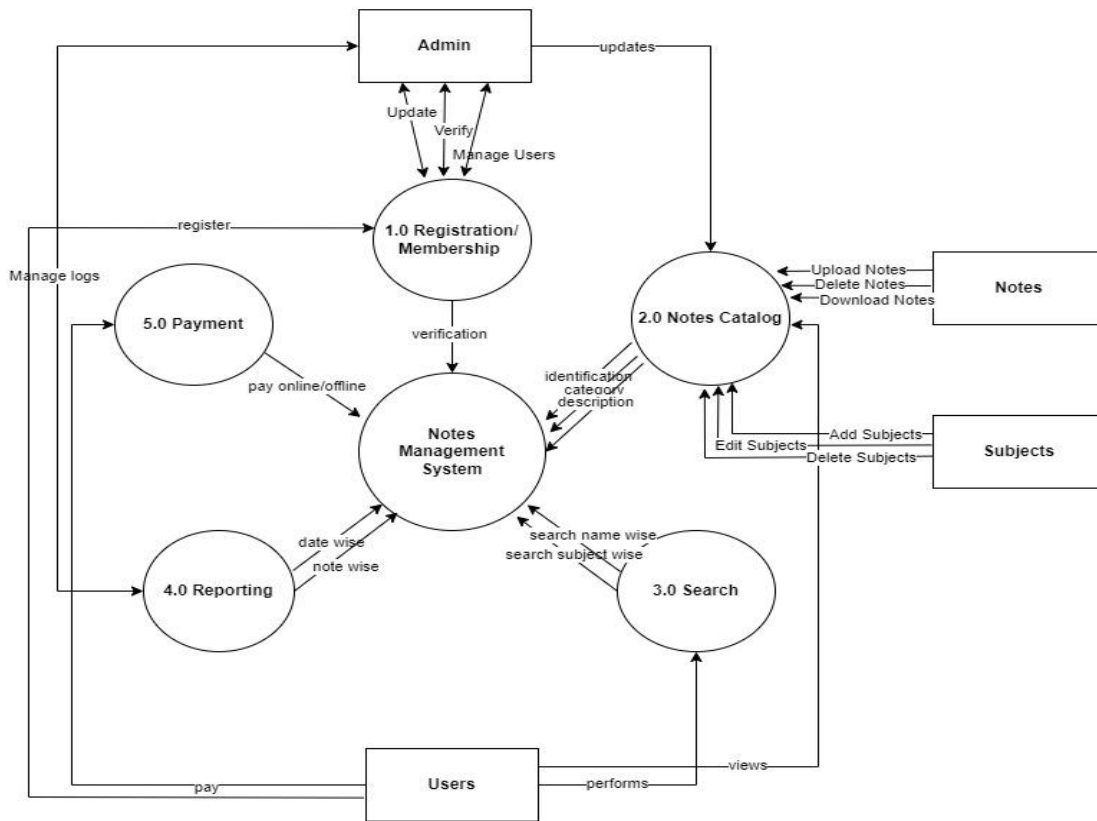 Admin
updates
Update
Verify
Manage Users
register
1.0 Registration/
Membership
Manage logs
Upload Notes
Delete Notes
Download Notes
Notes
5.0 Payment
2.0 Notes Catalog
verification
pay online/offline
identification
category
description
Notes
Management
System
Add Subjects
Edit Subjects
Delete Subjects
Subjects
date wise
note wise
search name wise
search subject wise
4.0 Reporting
3.0 Search
views
Users
pay
performs